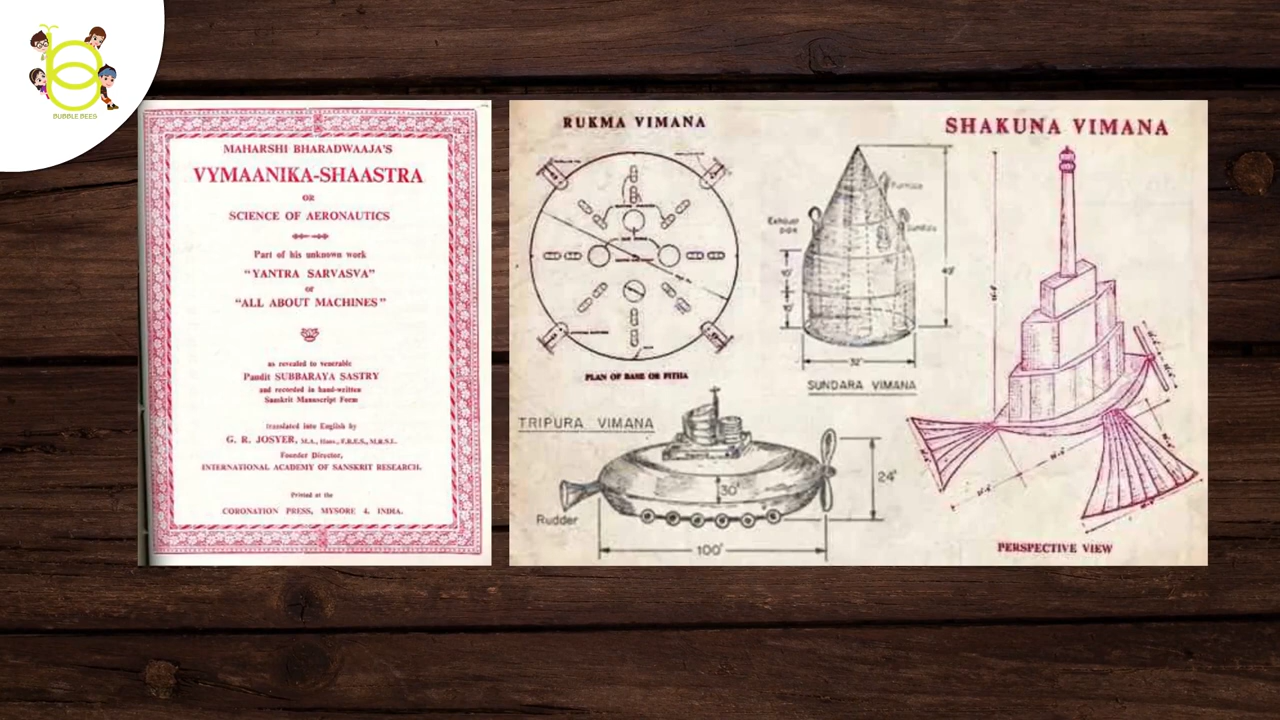 BUBBLE BEES
MAHARSHI BHARADWAAJA'S
VYMAANIKA-SHAASTRA
OR
SCIENCE OF AERONAUTICS
Part of his unknown work
"YANTRA SARVASVA"
or
"ALL ABOUT MACHINES"
as revealed to venerable
Pandit SUBBARAYA SASTRY
and recorded in hand-written
Sanskrit Manuscript Form
translated into English by
G. R. JOSYER, M.A., Hons., F.R.E.S., M.R.S.L.
Founder Director,
INTERNATIONAL ACADEMY OF SANSKRIT RESEARCH.
Printed at the
CORONATION PRESS, MYSORE 4. INDIA.
RUKMA VIMANA
PLAN OF BASE OR PITHA
Exhaust
pipe
SUNDARA VIMANA
TRIPURA VIMANA
Rudder
30'
24'
100'
SHAKUNA VIMANA
PERSPECTIVE VIEW